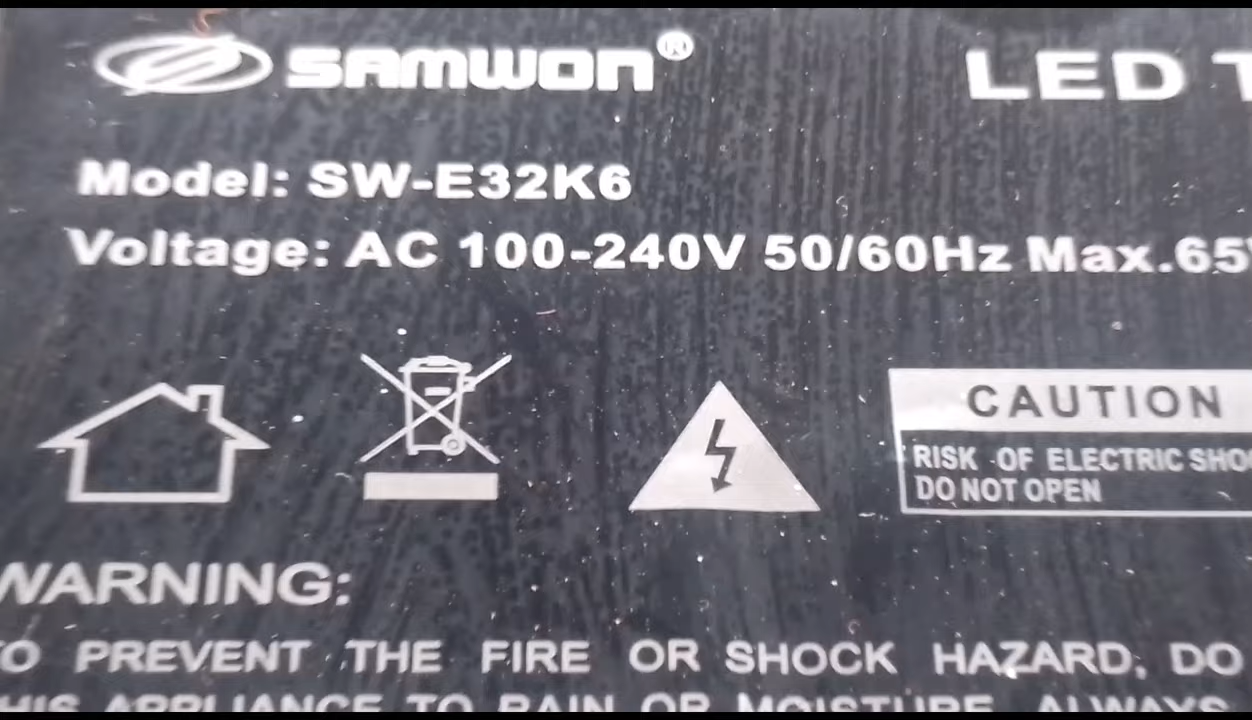 SAMWON®
LED
Model: SW-E32K6
Voltage: AC 100-240V 50/60Hz Max.65
CAUTION
RISK OF ELECTRIC SHO
DO NOT OPEN
WARNING:
TO PREVENT THE FIRE OR SHOCK HAZARD, DO
THIS APPLIANCE TO RAIN OR MOISTURE. ALWAYS